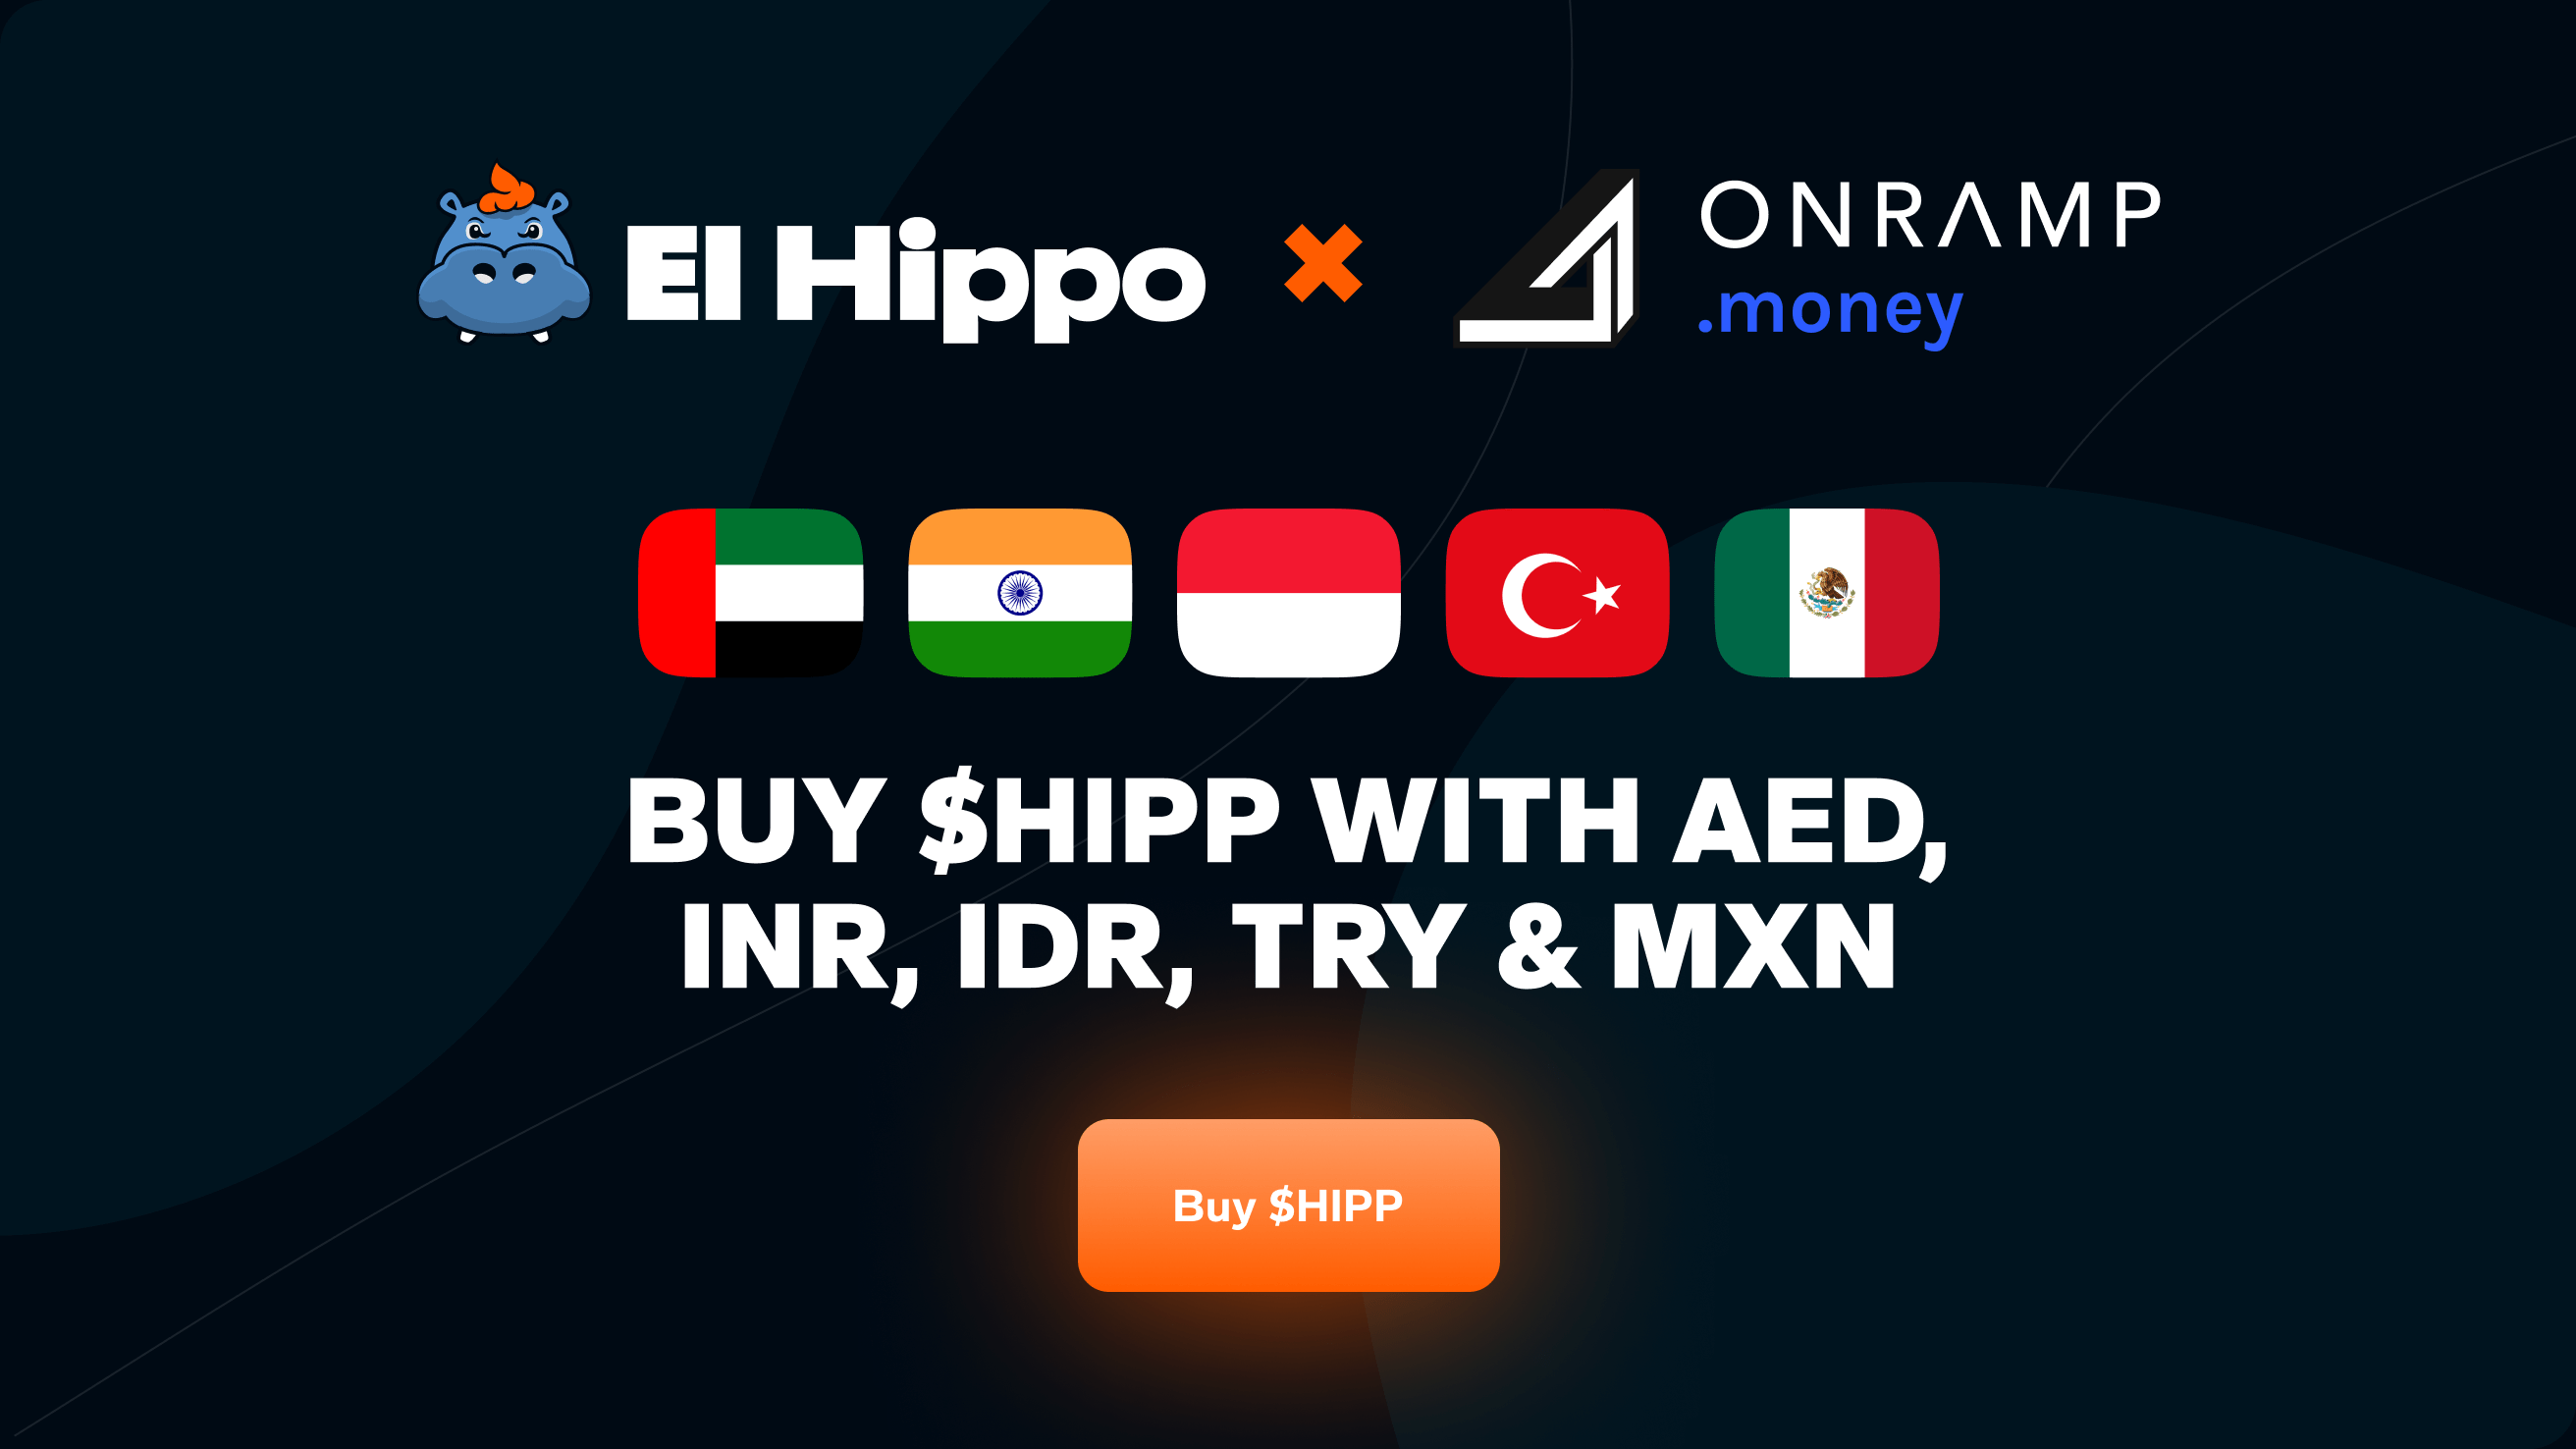 El Hippo
ONRAMP
.money
BUY $HIPP WITH AED,
INR, IDR, TRY & MXN
Buy $HIPP